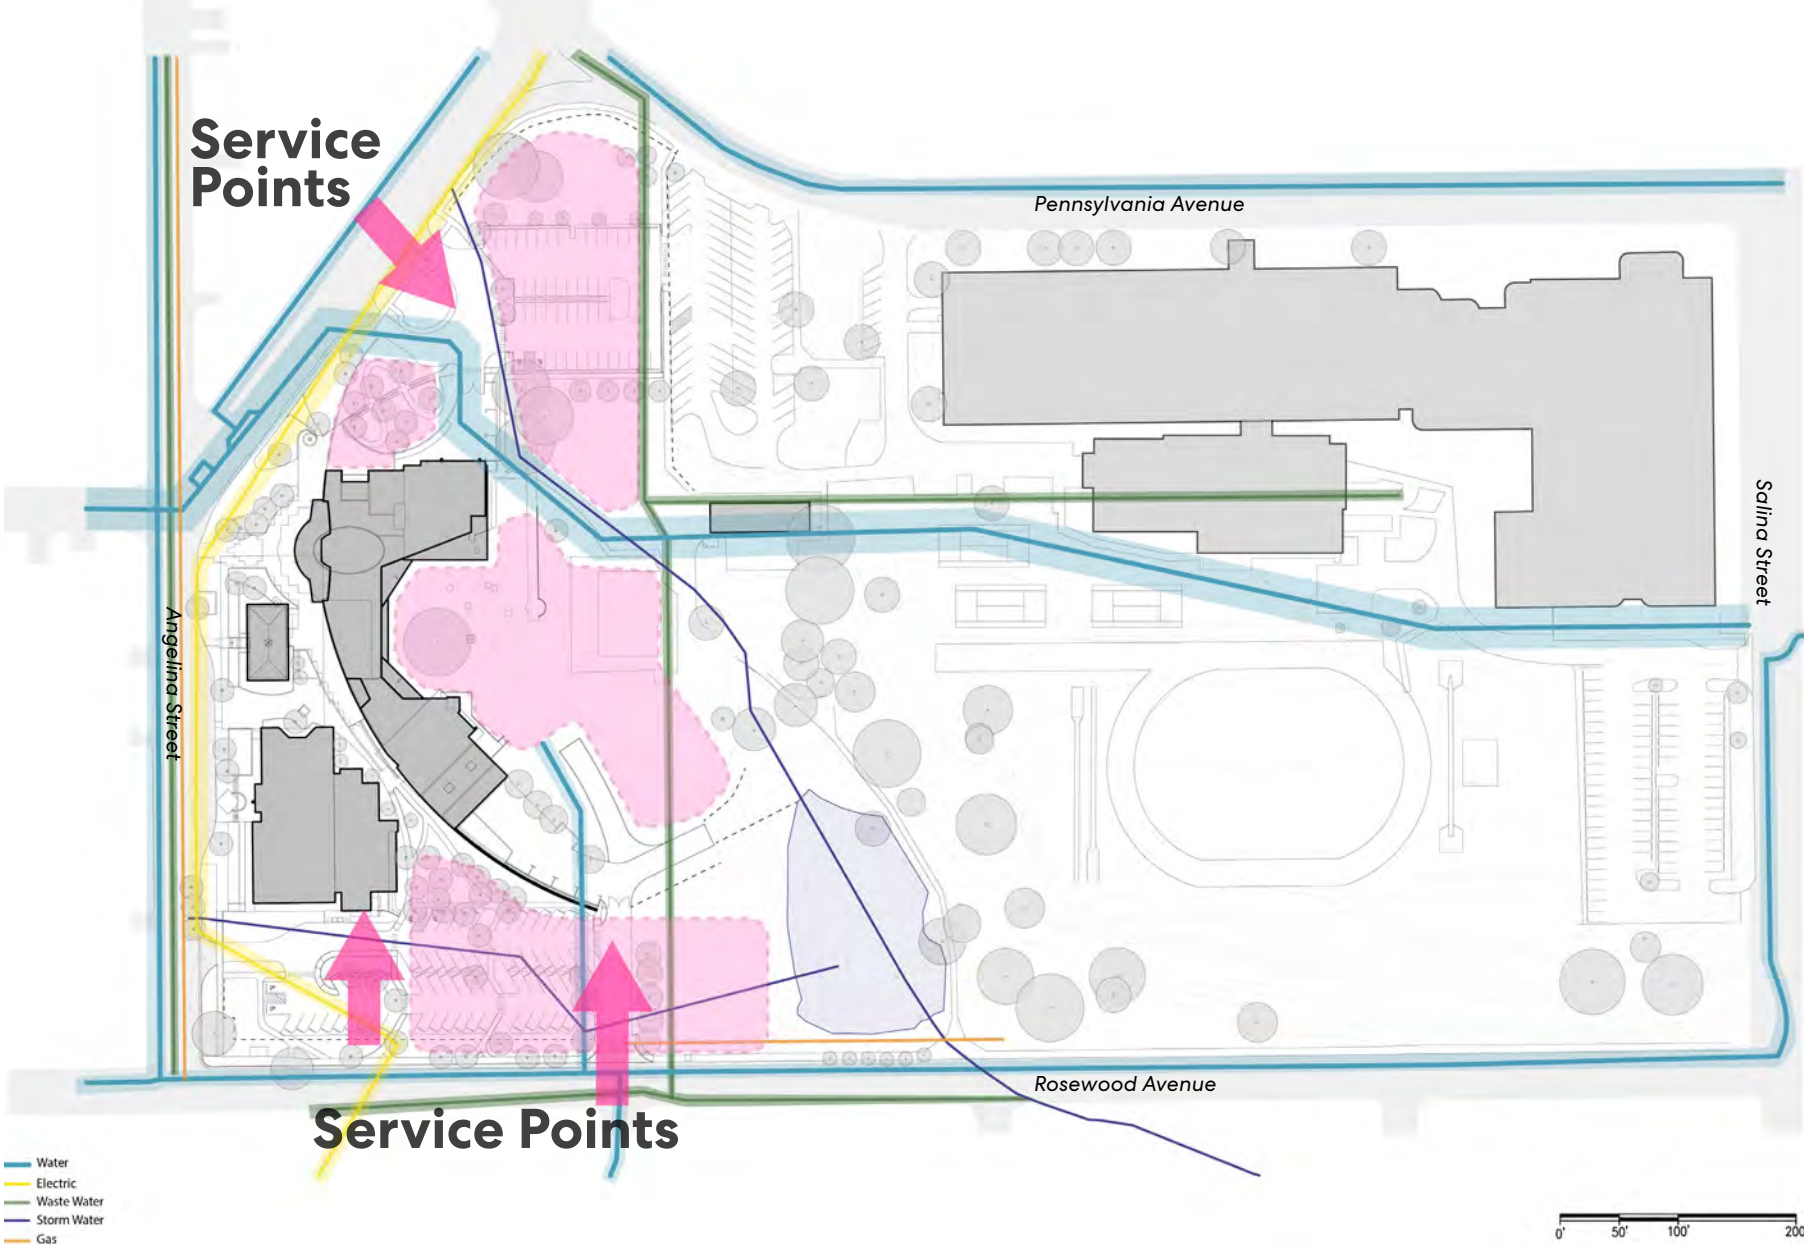 Service
Points
Pennsylvania Avenue
Salina Street
Angelina Street
Rosewood Avenue
Service Points
Water
Electric
Waste Water
Storm Water
Gas
0' 50' 100' 200